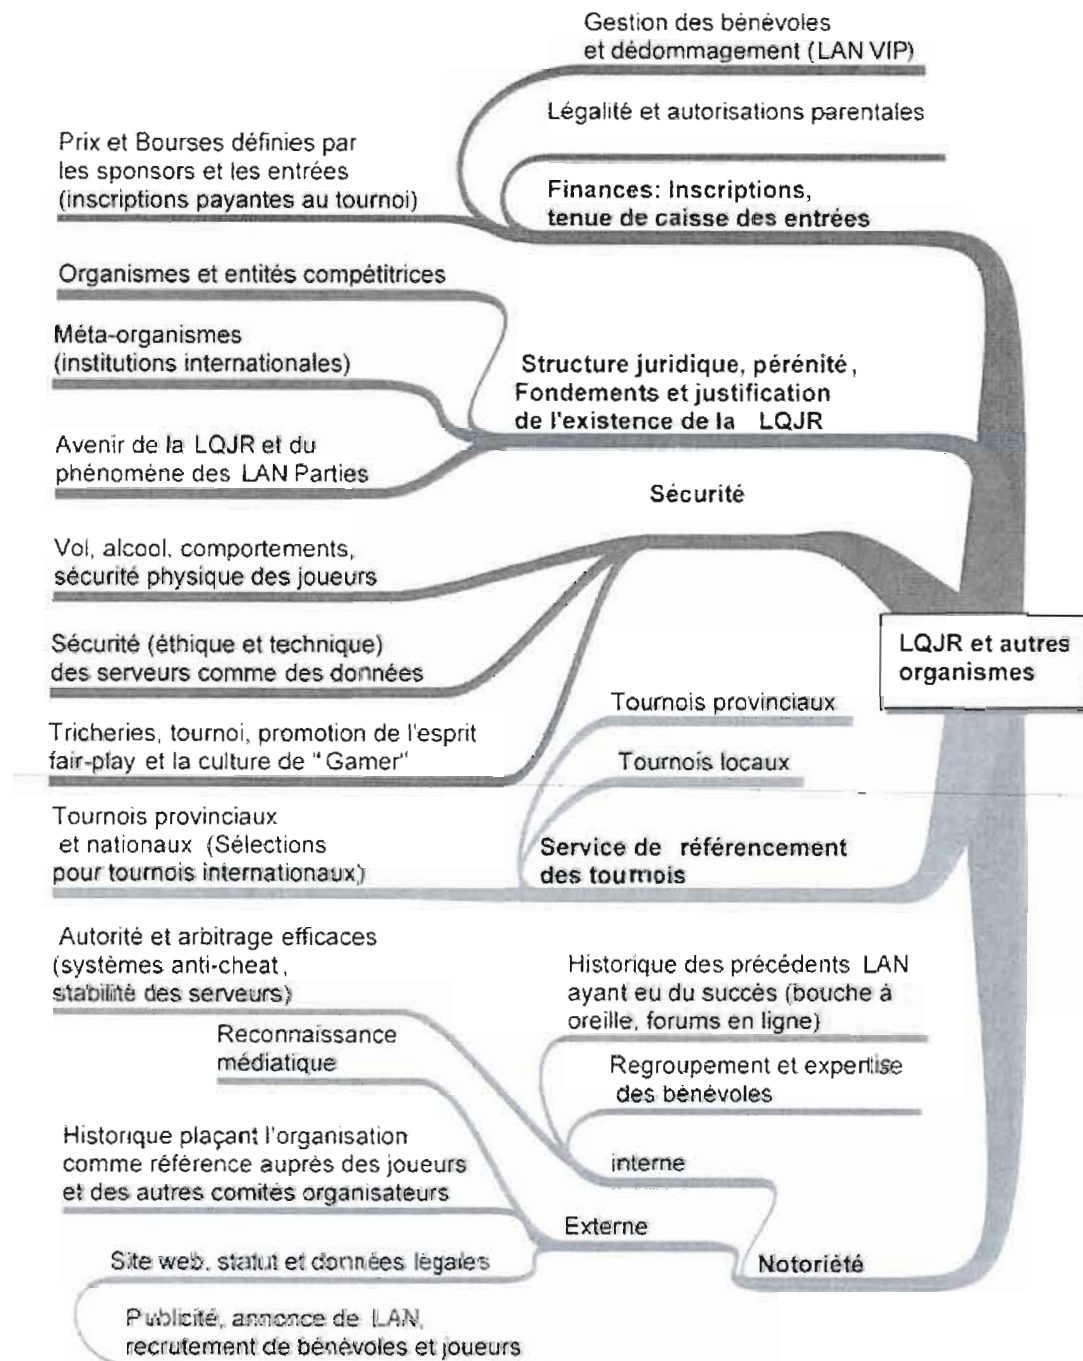 Gestion des bénévoles
et dédommagement (LAN VIP)
Légalité et autorisations parentales
Prix et Bourses définies par
les sponsors et les entrées
(inscriptions payantes au tournoi)
Finances: Inscriptions,
tenue de caisse des entrées
Organismes et entités compétitrices
Méta-organismes
(institutions internationales)
Structure juridique, pérénité,
Fondements et justification
de l'existence de la LQJR
Avenir de la LQJR et du
phénomène des LAN Parties
Sécurité
Vol, alcool, comportements,
sécurité physique des joueurs
Sécurité (éthique et technique)
des serveurs comme des données
LQJR et autres
organismes
Tournois provinciaux
Tricheries, tournoi, promotion de l'esprit
fair-play et la culture de "Gamer"
Tournois locaux
Tournois provinciaux
et nationaux (Sélections
pour tournois internationaux)
Service de référencement
des tournois
Autorité et arbitrage efficaces
(systèmes anti-cheat,
stabilité des serveurs)
Historique des précédents LAN
ayant eu du succès (bouche à
oreille, forums en ligne)
Reconnaissance
médiatique
Regroupement et expertise
des bénévoles
Historique plaçant l'organisation
comme référence auprès des joueurs
et des autres comités organisateurs
interne
Externe
Site web, statut et données légales
Notoriété
Publicité, annonce de LAN,
recrutement de bénévoles et joueurs